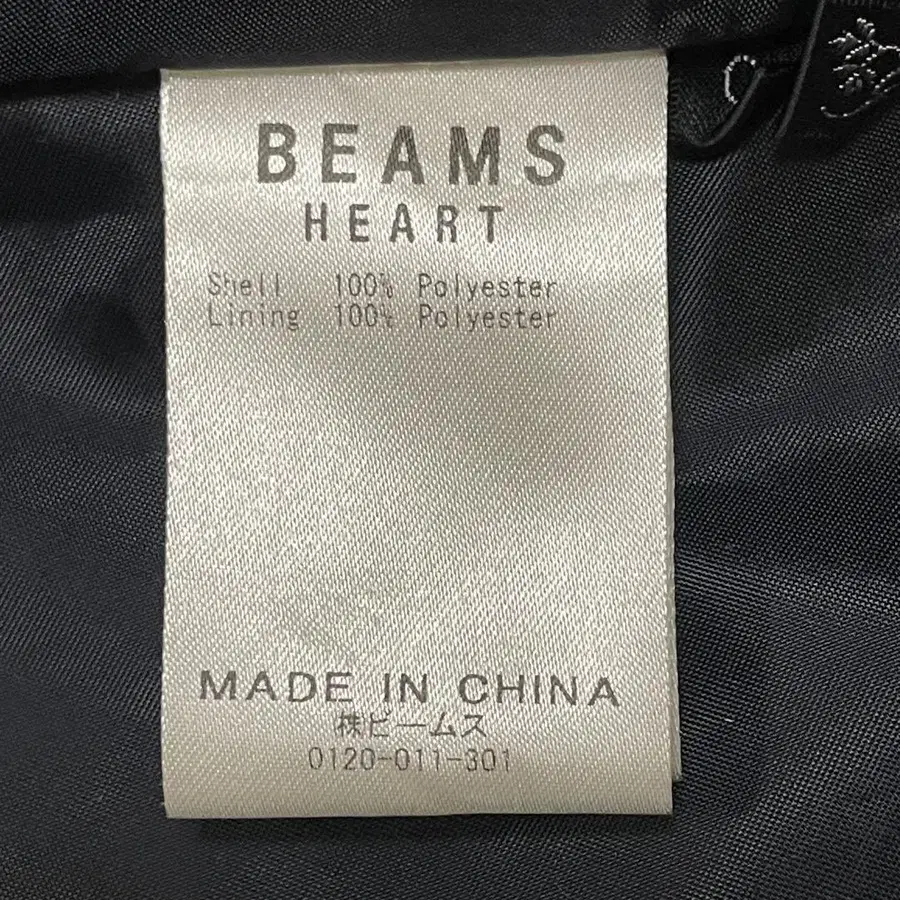 BEAMS
HEART
Shell 100% Polyester
Lining 100% Polyester
MADE IN CHINA
㈱ビームス
0120-011-301